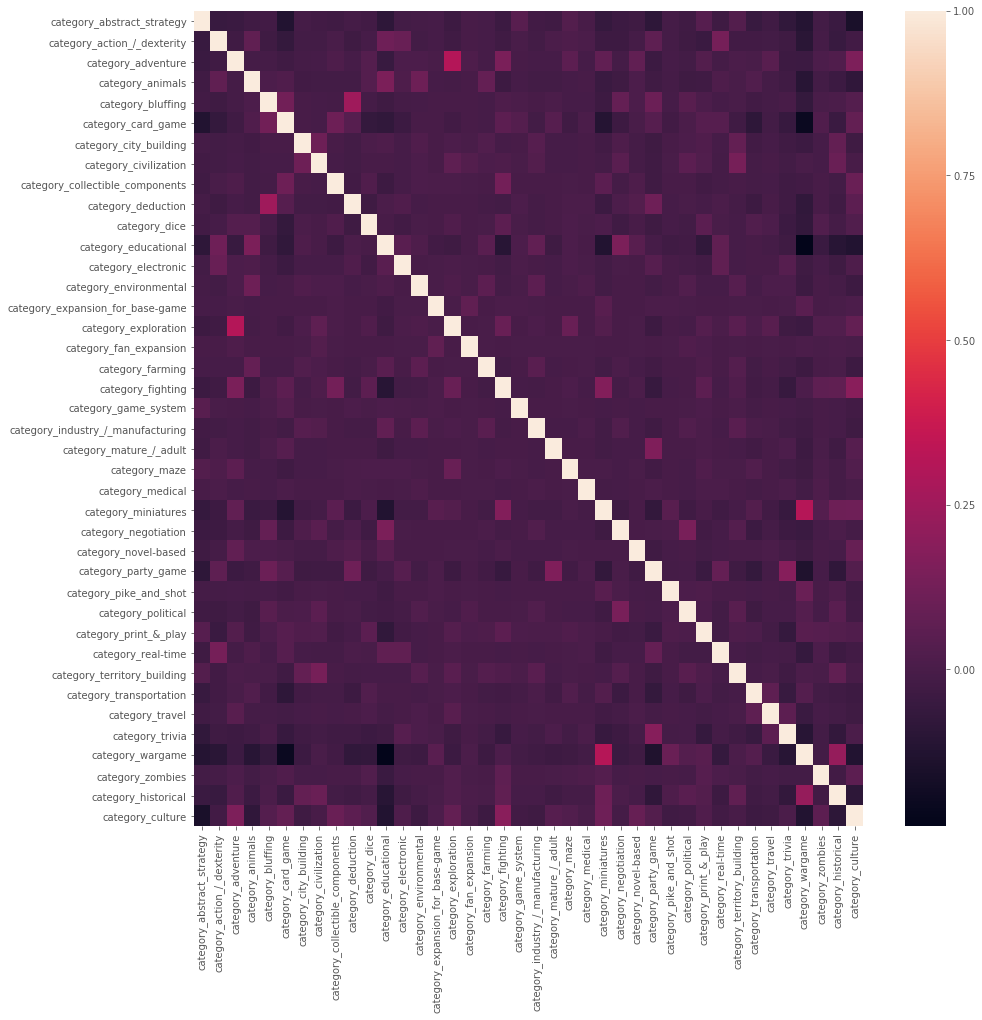 category_abstract_strategy
category_action_/_dexterity
category_adventure
category_animals
category_bluffing
category_card_game
category_city_building
category_civilization
category_collectible_components
category_deduction
category_dice
category_educational
category_electronic
category_environmental
category_expansion_for_base-game
category_exploration
category_fan_expansion
category_farming
category_fighting
category_game_system
category_industry_/_manufacturing
category_mature_/_adult
category_maze
category_medical
category_miniatures
category_negotiation
category_novel-based
category_party_game
category_pike_and_shot
category_political
category_print_&_play
category_real-time
category_territory_building
category_transportation
category_travel
category_trivia
category_wargame
category_zombies
category_historical
category_culture
category_abstract_strategy
category_action_/_dexterity
category_adventure
category_animals
category_bluffing
category_card_game
category_city_building
category_civilization
category_collectible_components
category_deduction
category_dice
category_educational
category_electronic
category_environmental
category_expansion_for_base-game
category_exploration
category_fan_expansion
category_farming
category_fighting
category_game_system
category_industry_/_manufacturing
category_mature_/_adult
category_maze
category_medical
category_miniatures
category_negotiation
category_novel-based
category_party_game
category_pike_and_shot
category_political
category_print_&_play
category_real-time
category_territory_building
category_transportation
category_travel
category_trivia
category_wargame
category_zombies
category_historical
category_culture
1.00
0.75
0.50
0.25
0.00